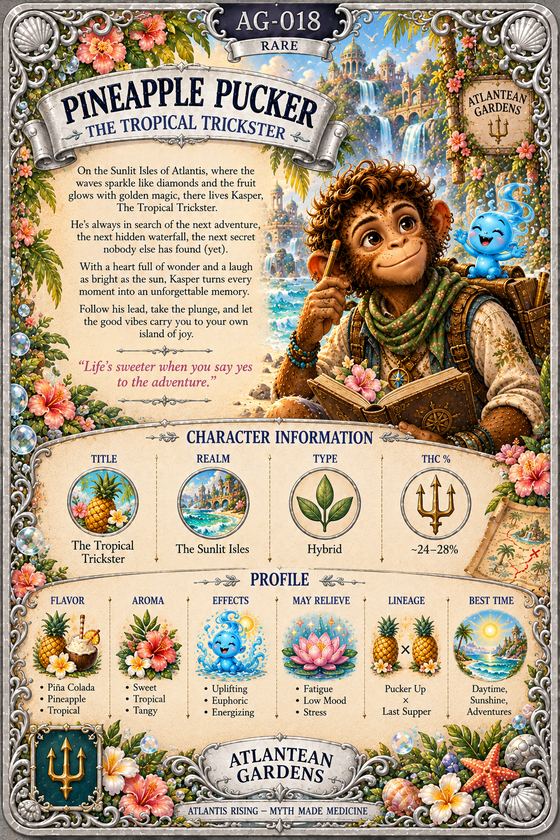 AG-018
RARE
PINEAPPLE PUCKER
THE TROPICAL TRICKSTER
ATLANTEAN
GARDENS
On the Sunlit Isles of Atlantis, where the
waves sparkle like diamonds and the fruit
glows with golden magic, there lives Kasper,
The Tropical Trickster.
He's always in search of the next adventure,
the next hidden waterfall, the next secret
nobody else has found (yet).
With a heart full of wonder and a laugh
as bright as the sun, Kasper turns every
moment into an unforgettable memory.
Follow his lead, take the plunge, and let
the good vibes carry you to your own
island of joy.
"Life's sweeter when you say yes
to the adventure."
CHARACTER INFORMATION
TITLE
The Tropical
Trickster
REALM
The Sunlit Isles
TYPE
Hybrid
THC %
~24–28%
PROFILE
FLAVOR
• Piña Colada
• Pineapple
• Tropical
AROMA
• Sweet
• Tropical
• Tangy
EFFECTS
• Uplifting
• Euphoric
• Energizing
MAY RELIEVE
• Fatigue
• Low Mood
• Stress
LINEAGE
×
Pucker Up
×
Last Supper
BEST TIME
Daytime,
Sunshine,
Adventures
ATLANTEAN
GARDENS
ATLANTIS RISING – MYTH MADE MEDICINE